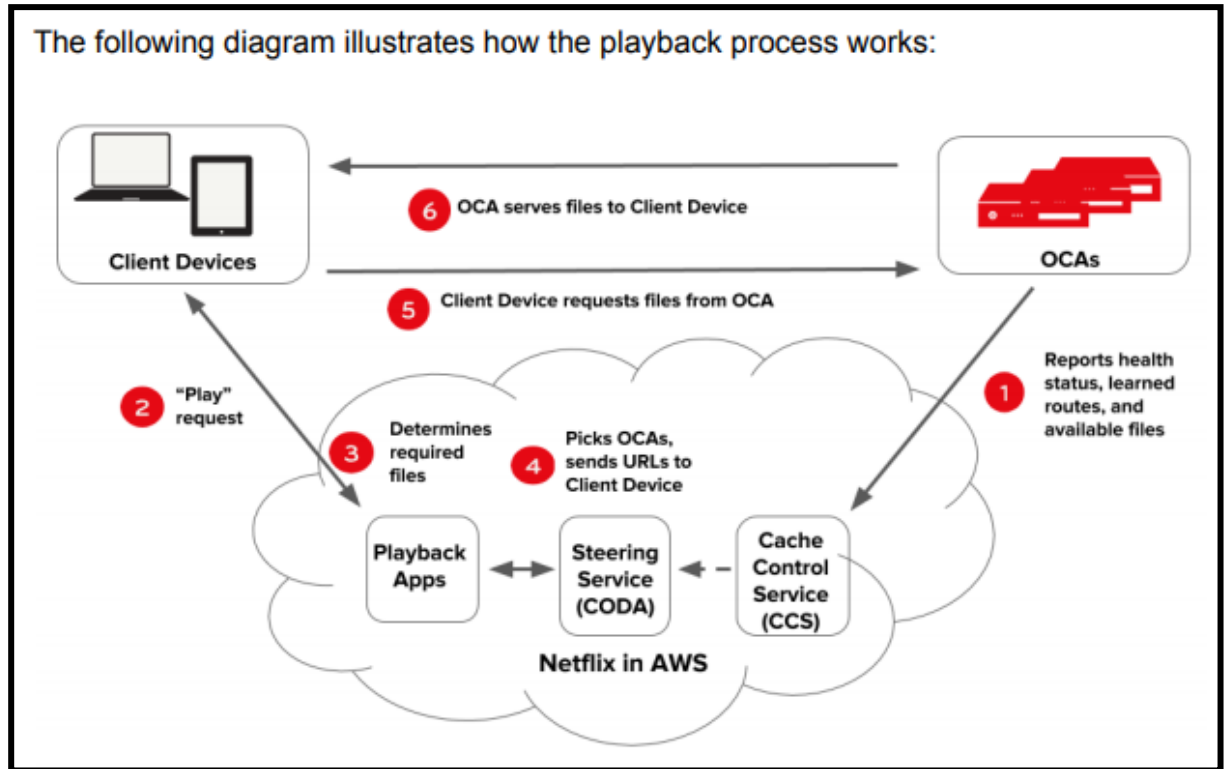 The following diagram illustrates how the playback process works:
6
OCA serves files to Client Device
Client Devices
OCAs
5
Client Device requests files from OCA
1
Reports health
status, learned
routes, and
available files
2
“Play”
request
3
Determines
required
files
4
Picks OCAs,
sends URLs to
Client Device
Playback
Apps
Steering
Service
(CODA)
Cache
Control
Service
(CCS)
Netflix in AWS